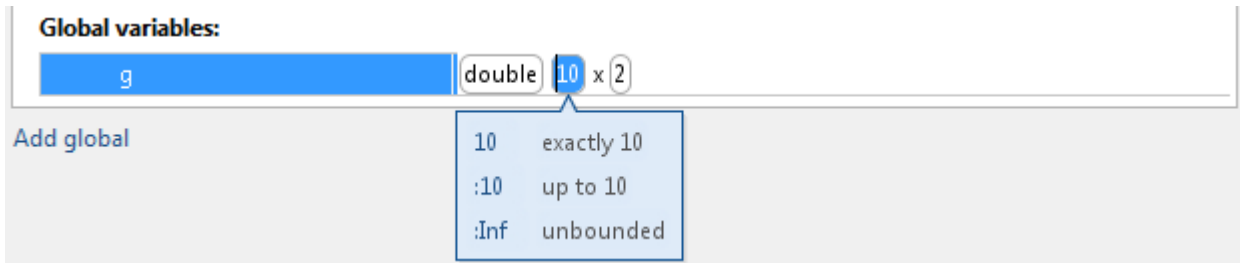 Global variables:
g double 10 x 2
Add global
10 exactly 10
:10 up to 10
:Inf unbounded